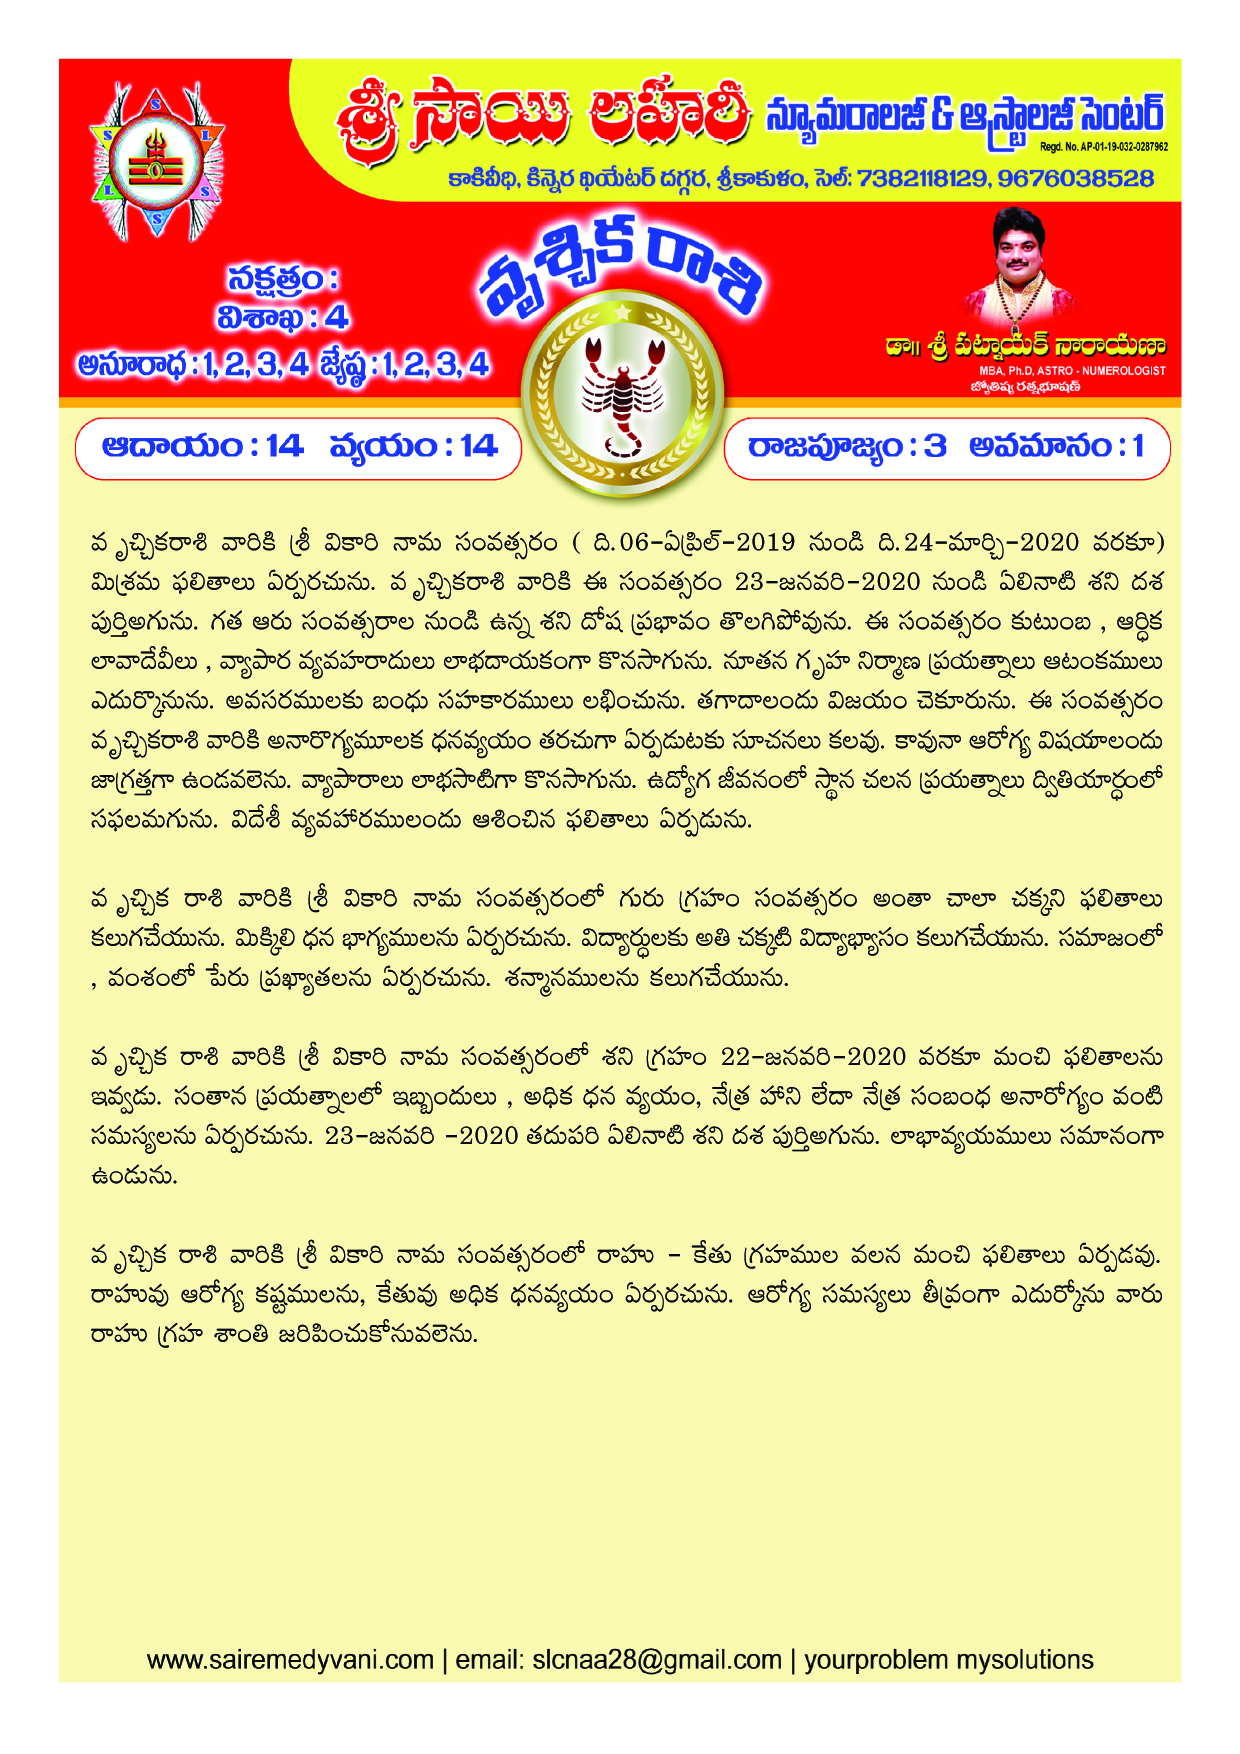 శ్రీ సాయి లహరి న్యూమరాలజీ & ఆస్ట్రాలజీ సెంటర్
Regd. No. AP-01-19-032-0287962
కాకివీధి, కిన్నెర థియేటర్ దగ్గర, శ్రీకాకుళం, సెల్: 7382118129, 9676038528
S
S L
L S
S
వృశ్చిక రాశి
నక్షత్రం :
విశాఖ : 4
అనూరాధ : 1, 2, 3, 4 జ్యేష్ఠ : 1, 2, 3, 4
డా|| శ్రీ పట్నాయక్ నారాయణా
MBA, Ph.D, ASTRO - NUMEROLOGIST
జ్యోతిష్య రత్నభూషణ్
ఆదాయం : 14 వ్యయం : 14
రాజపూజ్యం : 3 అవమానం : 1
వృచ్చికరాశి వారికి శ్రీ వికారి నామ సంవత్సరం ( ది.06-ఏప్రిల్-2019 నుండి ది.24-మార్చి-2020 వరకూ)
మిశ్రమ ఫలితాలు ఏర్పరచును. వృచ్చికరాశి వారికి ఈ సంవత్సరం 23-జనవరి-2020 నుండి ఏలినాటి శని దశ
పుర్తిఅగును. గత ఆరు సంవత్సరాల నుండి ఉన్న శని దోష ప్రభావం తొలగిపోవును. ఈ సంవత్సరం కుటుంబ , ఆర్ధిక
లావాదేవీలు , వ్యాపార వ్యవహరాదులు లాభదాయకంగా కొనసాగును. నూతన గృహ నిర్మాణ ప్రయత్నాలు ఆటంకములు
ఎదుర్కొనును. అవసరములకు బంధు సహకారములు లభించును. తగాదాలందు విజయం చెకూరును. ఈ సంవత్సరం
వృచ్చికరాశి వారికి అనారొగ్యమూలక ధనవ్యయం తరచుగా ఏర్పడుటకు సూచనలు కలవు. కావునా ఆరోగ్య విషయాలందు
జాగ్రత్తగా ఉండవలెను. వ్యాపారాలు లాభసాటిగా కొనసాగును. ఉద్యోగ జీవనంలో స్థాన చలన ప్రయత్నాలు ద్వితియార్ధంలో
సఫలమగును. విదేశీ వ్యవహారములందు ఆశించిన ఫలితాలు ఏర్పడును.
వృచ్చిక రాశి వారికి శ్రీ వికారి నామ సంవత్సరంలో గురు గ్రహం సంవత్సరం అంతా చాలా చక్కని ఫలితాలు
కలుగచేయును. మిక్కిలి ధన భాగ్యములను ఏర్పరచును. విద్యార్ధులకు అతి చక్కటి విద్యాభ్యాసం కలుగచేయును. సమాజంలో
, వంశంలో పేరు ప్రఖ్యాతలను ఏర్పరచును. శన్మానములను కలుగచేయును.
వృచ్చిక రాశి వారికి శ్రీ వికారి నామ సంవత్సరంలో శని గ్రహం 22-జనవరి-2020 వరకూ మంచి ఫలితాలను
ఇవ్వడు. సంతాన ప్రయత్నాలలో ఇబ్బందులు , అధిక ధన వ్యయం, నేత్ర హాని లేదా నేత్ర సంబంధ అనారోగ్యం వంటి
సమస్యలను ఏర్పరచును. 23-జనవరి -2020 తదుపరి ఏలినాటి శని దశ పుర్తిఅగును. లాభావ్యయములు సమానంగా
ఉండును.
వృచ్చిక రాశి వారికి శ్రీ వికారి నామ సంవత్సరంలో రాహు - కేతు గ్రహముల వలన మంచి ఫలితాలు ఏర్పడవు.
రాహువు ఆరోగ్య కష్టములను, కేతువు అధిక ధనవ్యయం ఏర్పరచును. ఆరోగ్య సమస్యలు తీవ్రంగా ఎదుర్కోను వారు
రాహు గ్రహ శాంతి జరిపించుకోనువలెను.
www.sairemedyvani.com | email: slcnaa28@gmail.com | yourproblem mysolutions